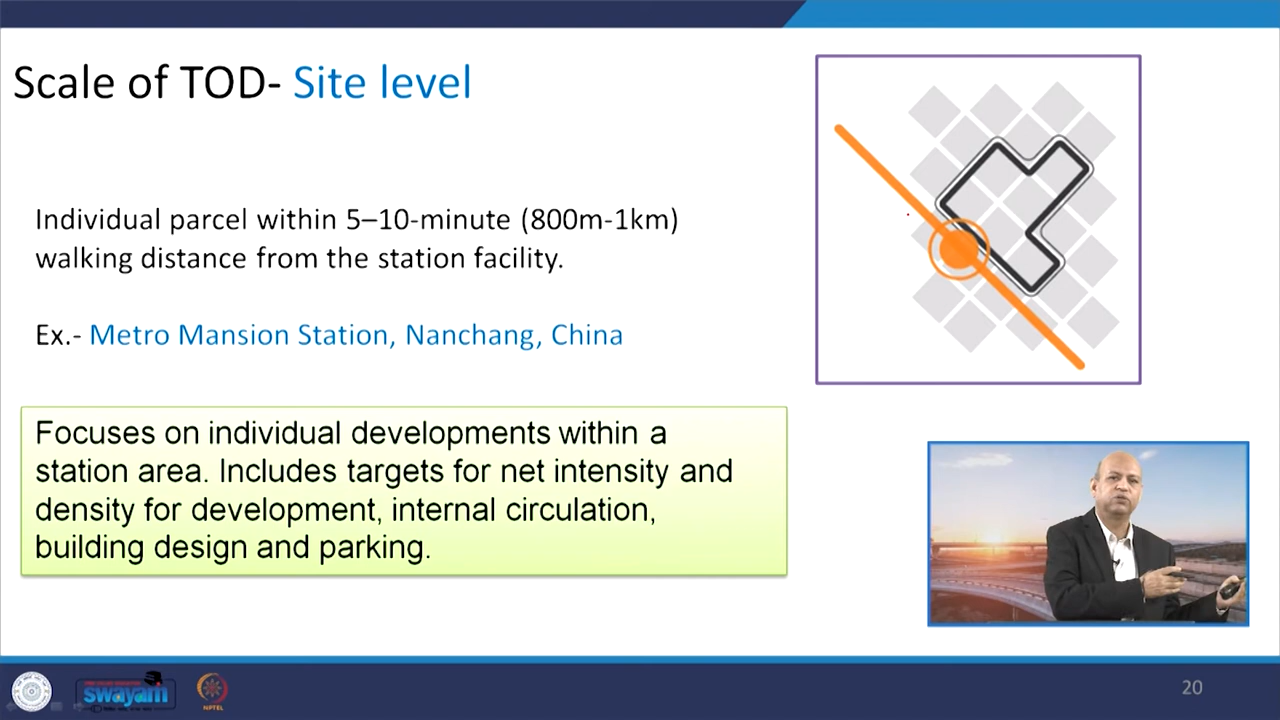 Scale of TOD- Site level
Individual parcel within 5–10-minute (800m-1km)
walking distance from the station facility.
Ex.- Metro Mansion Station, Nanchang, China
Focuses on individual developments within a
station area. Includes targets for net intensity and
density for development, internal circulation,
building design and parking.
swayam
NPTEL
20